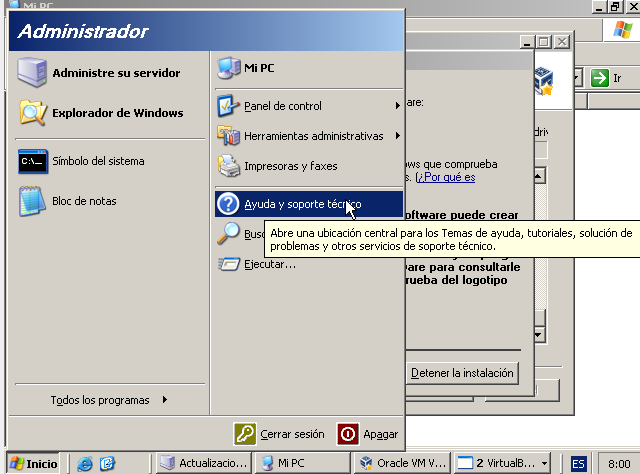 Mi PC
Administrador
Administre su servidor
Explorador de Windows
Símbolo del sistema
C:\_
Bloc de notas
Todos los programas
Mi PC
Panel de control
Herramientas administrativas
Impresoras y faxes
Ayuda y soporte técnico
Busc
Ejecutar...
Abre una ubicación central para los Temas de ayuda, tutoriales, solución de
problemas y otros servicios de soporte técnico.
Cerrar sesión
Apagar
Ir
are:
driv
ows que comprueba
s. (¿Por qué es
oftware puede crear
ware para consultarle
rueba del logotipo
Detener la instalación
Inicio
Actualizacio...
Mi PC
Oracle VM V...
2 VirtualB...
ES
8:00